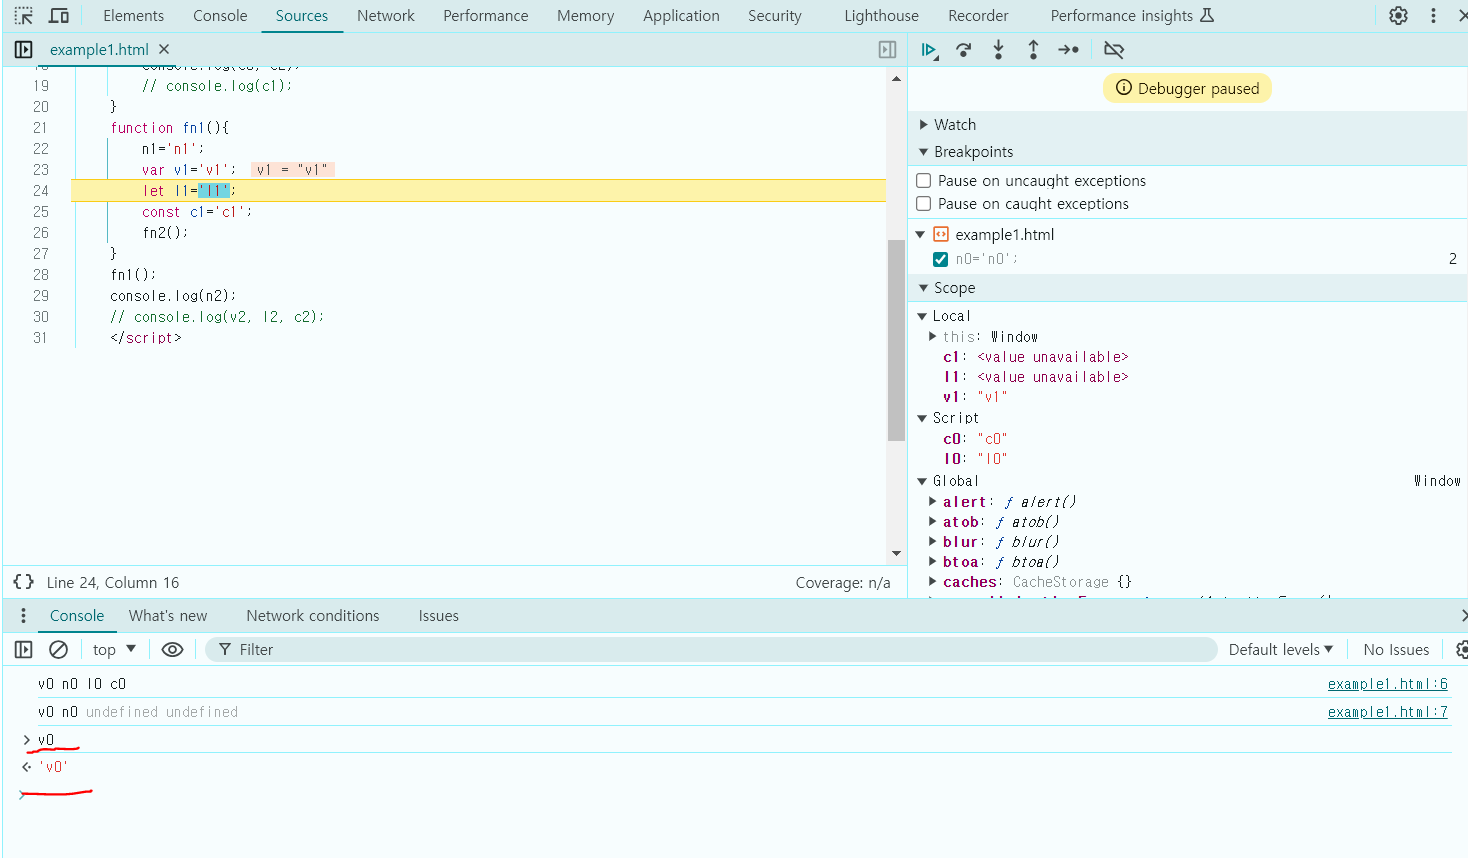 Elements Console Sources Network Performance Memory Application Security Lighthouse Recorder Performance insights
example1.html
19 // console.log(c1);
20 }
21 function fn1(){
22 n1='n1';
23 var v1='v1'; v1 = "v1"
24 let l1='l1';
25 const c1='c1';
26 fn2();
27 }
28 fn1();
29 console.log(n2);
30 // console.log(v2, l2, c2);
31 </script>
{} Line 24, Column 16 Coverage: n/a
Debugger paused
Watch
Breakpoints
Pause on uncaught exceptions
Pause on caught exceptions
example1.html
n0='n0'; 2
Scope
Local
this: Window
c1: <value unavailable>
l1: <value unavailable>
v1: "v1"
Script
c0: "c0"
l0: "l0"
Global Window
alert: ƒ alert()
atob: ƒ atob()
blur: ƒ blur()
btoa: ƒ btoa()
caches: CacheStorage {}
Console What's new Network conditions Issues
top Filter Default levels No Issues
v0 n0 l0 c0 example1.html:6
v0 n0 undefined undefined example1.html:7
> v0
'v0'